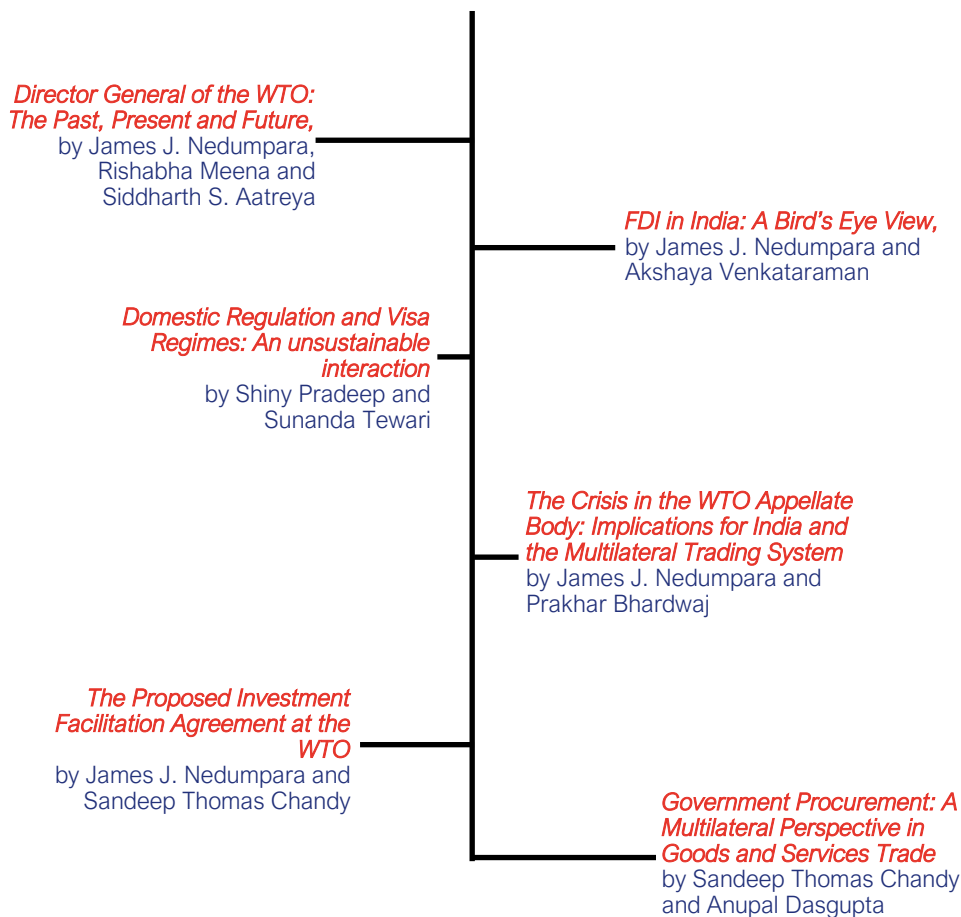 Director General of the WTO:
The Past, Present and Future,
by James J. Nedumpara,
Rishabha Meena and
Siddharth S. Aatreya
FDI in India: A Bird’s Eye View,
by James J. Nedumpara and
Akshaya Venkataraman
Domestic Regulation and Visa
Regimes: An unsustainable
interaction
by Shiny Pradeep and
Sunanda Tewari
The Crisis in the WTO Appellate
Body: Implications for India and
the Multilateral Trading System
by James J. Nedumpara and
Prakhar Bhardwaj
The Proposed Investment
Facilitation Agreement at the
WTO
by James J. Nedumpara and
Sandeep Thomas Chandy
Government Procurement: A
Multilateral Perspective in
Goods and Services Trade
by Sandeep Thomas Chandy
and Anupal Dasgupta